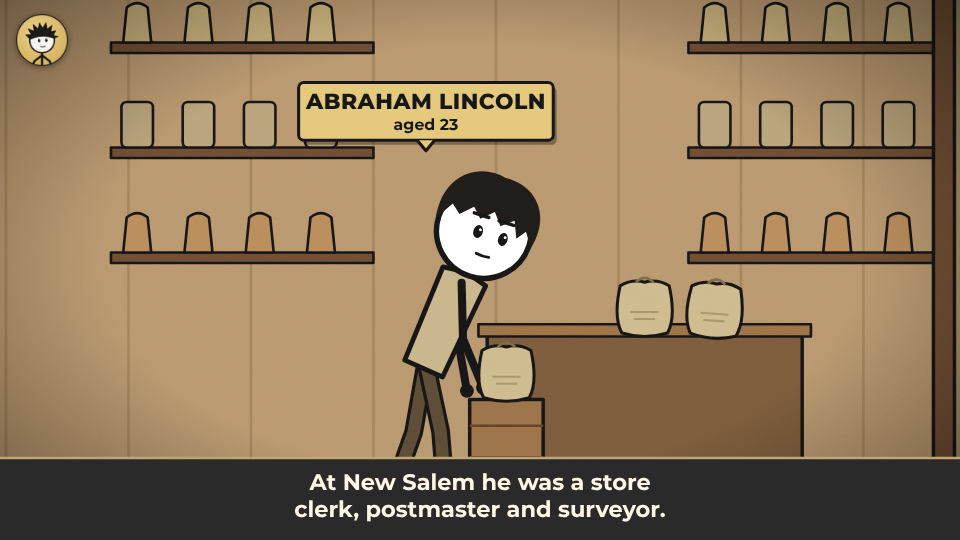 ABRAHAM LINCOLN
aged 23
At New Salem he was a store
clerk, postmaster and surveyor.